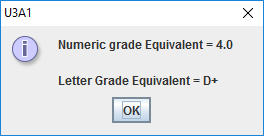 U3A1
Numeric grade Equivalent = 4.0
Letter Grade Equivalent = D+
OK